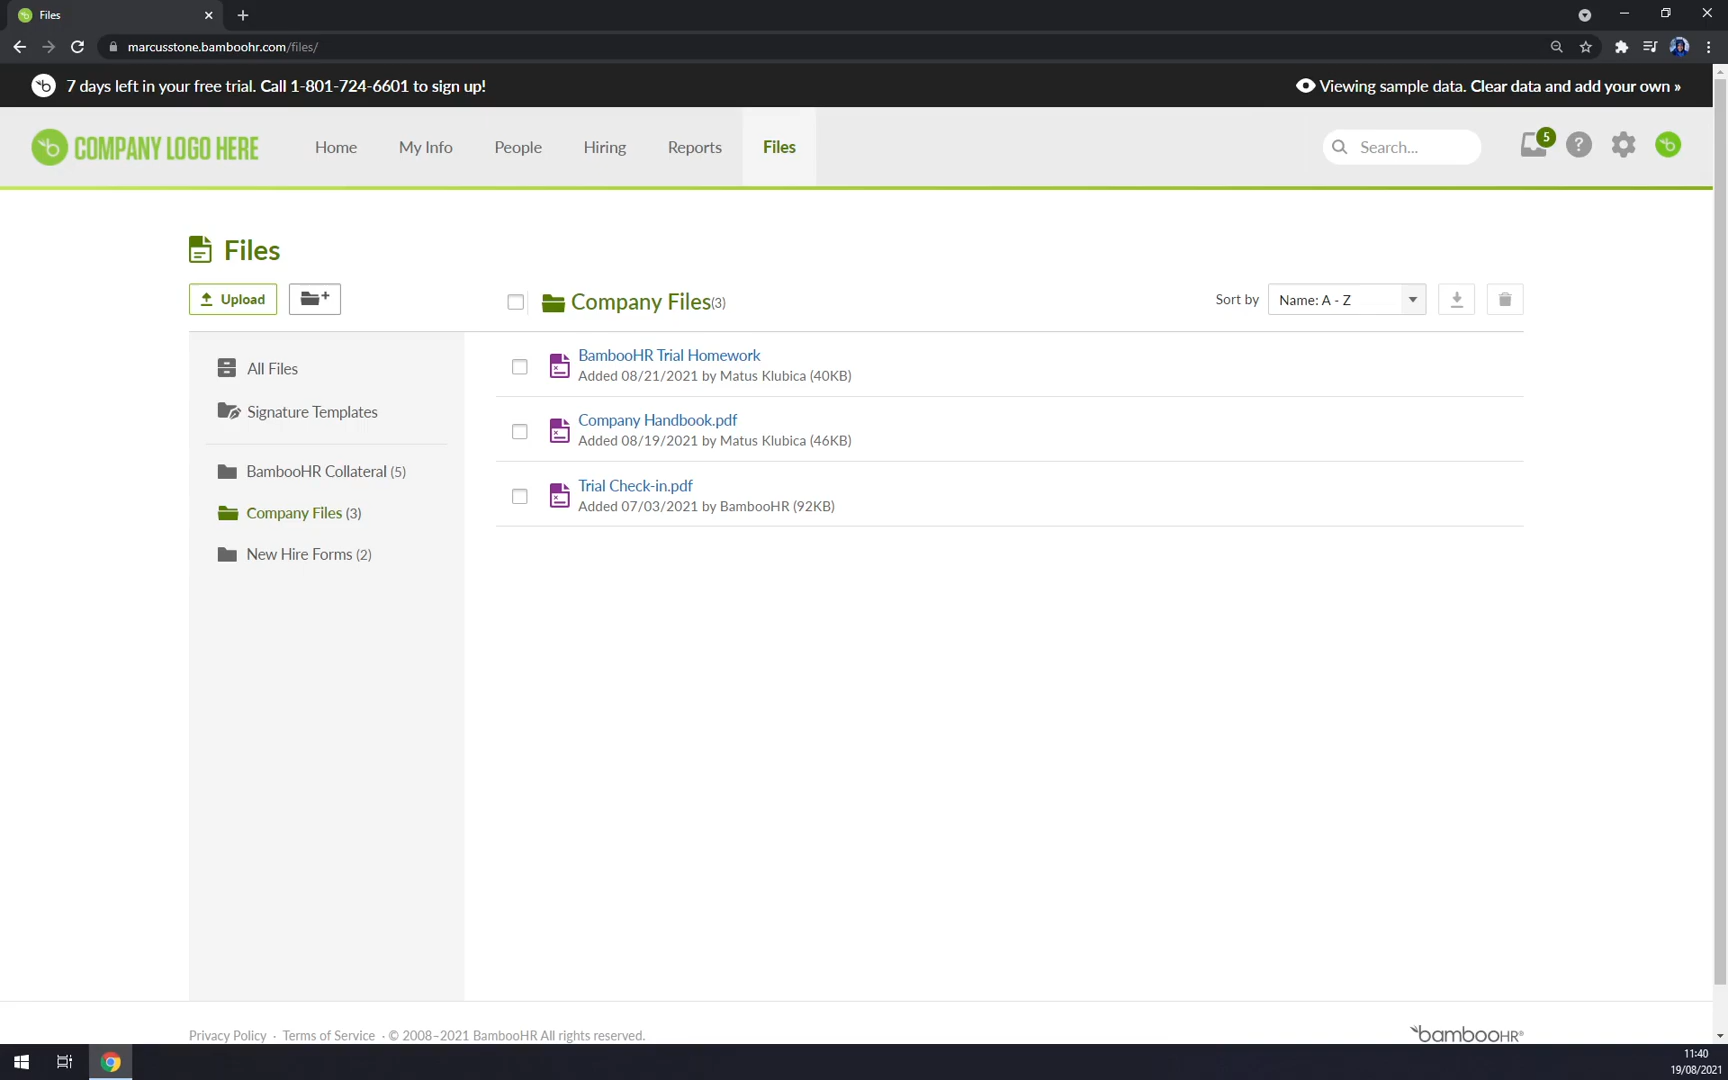 Files
marcusstone.bamboohr.com/files/
7 days left in your free trial. Call 1-801-724-6601 to sign up!
Viewing sample data. Clear data and add your own »
COMPANY LOGO HERE
Home
My Info
People
Hiring
Reports
Files
Search...
5
?
Files
Upload
Company Files(3)
Sort by
Name: A - Z
All Files
Signature Templates
BambooHR Collateral (5)
Company Files (3)
New Hire Forms (2)
BambooHR Trial Homework
Added 08/21/2021 by Matus Klubica (40KB)
Company Handbook.pdf
Added 08/19/2021 by Matus Klubica (46KB)
Trial Check-in.pdf
Added 07/03/2021 by BambooHR (92KB)
Privacy Policy · Terms of Service · © 2008–2021 BambooHR All rights reserved.
bambooHR®
11:40
19/08/2021